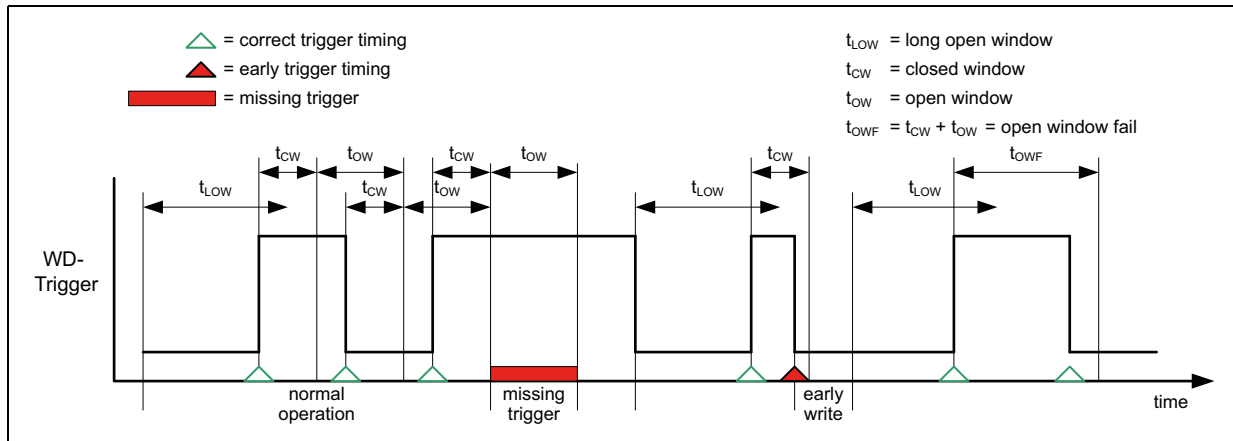 = correct trigger timing
= early trigger timing
= missing trigger
tLOW = long open window
tCW = closed window
tOW = open window
tOWF = tCW + tOW = open window fail
tCW tOW tCW tOW tCW tOWF
tLOW tCW tOW tLOW tLOW
WD-
Trigger
normal
operation
missing
trigger
early
write
time